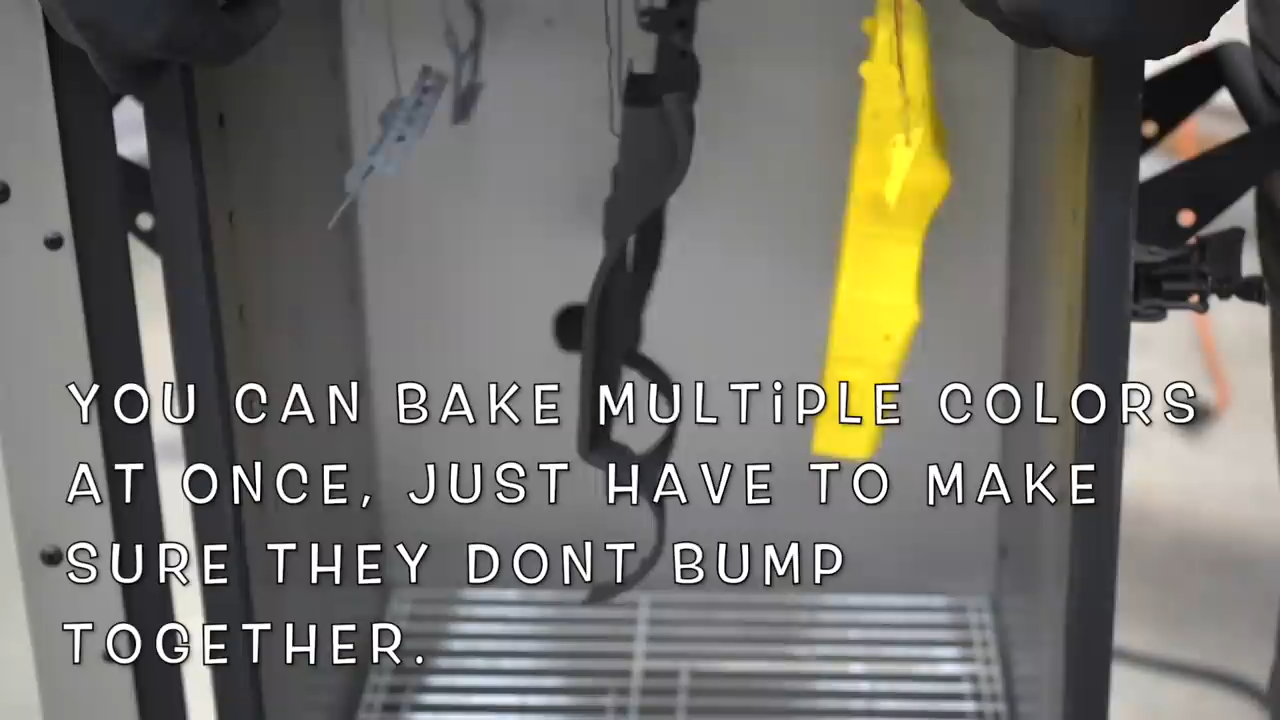 YOU CAN BAKE MULTiPLE COLORS
AT ONCE, JUST HAVE TO MAKE
SURE THEY DONT BUMP
TOGETHER.